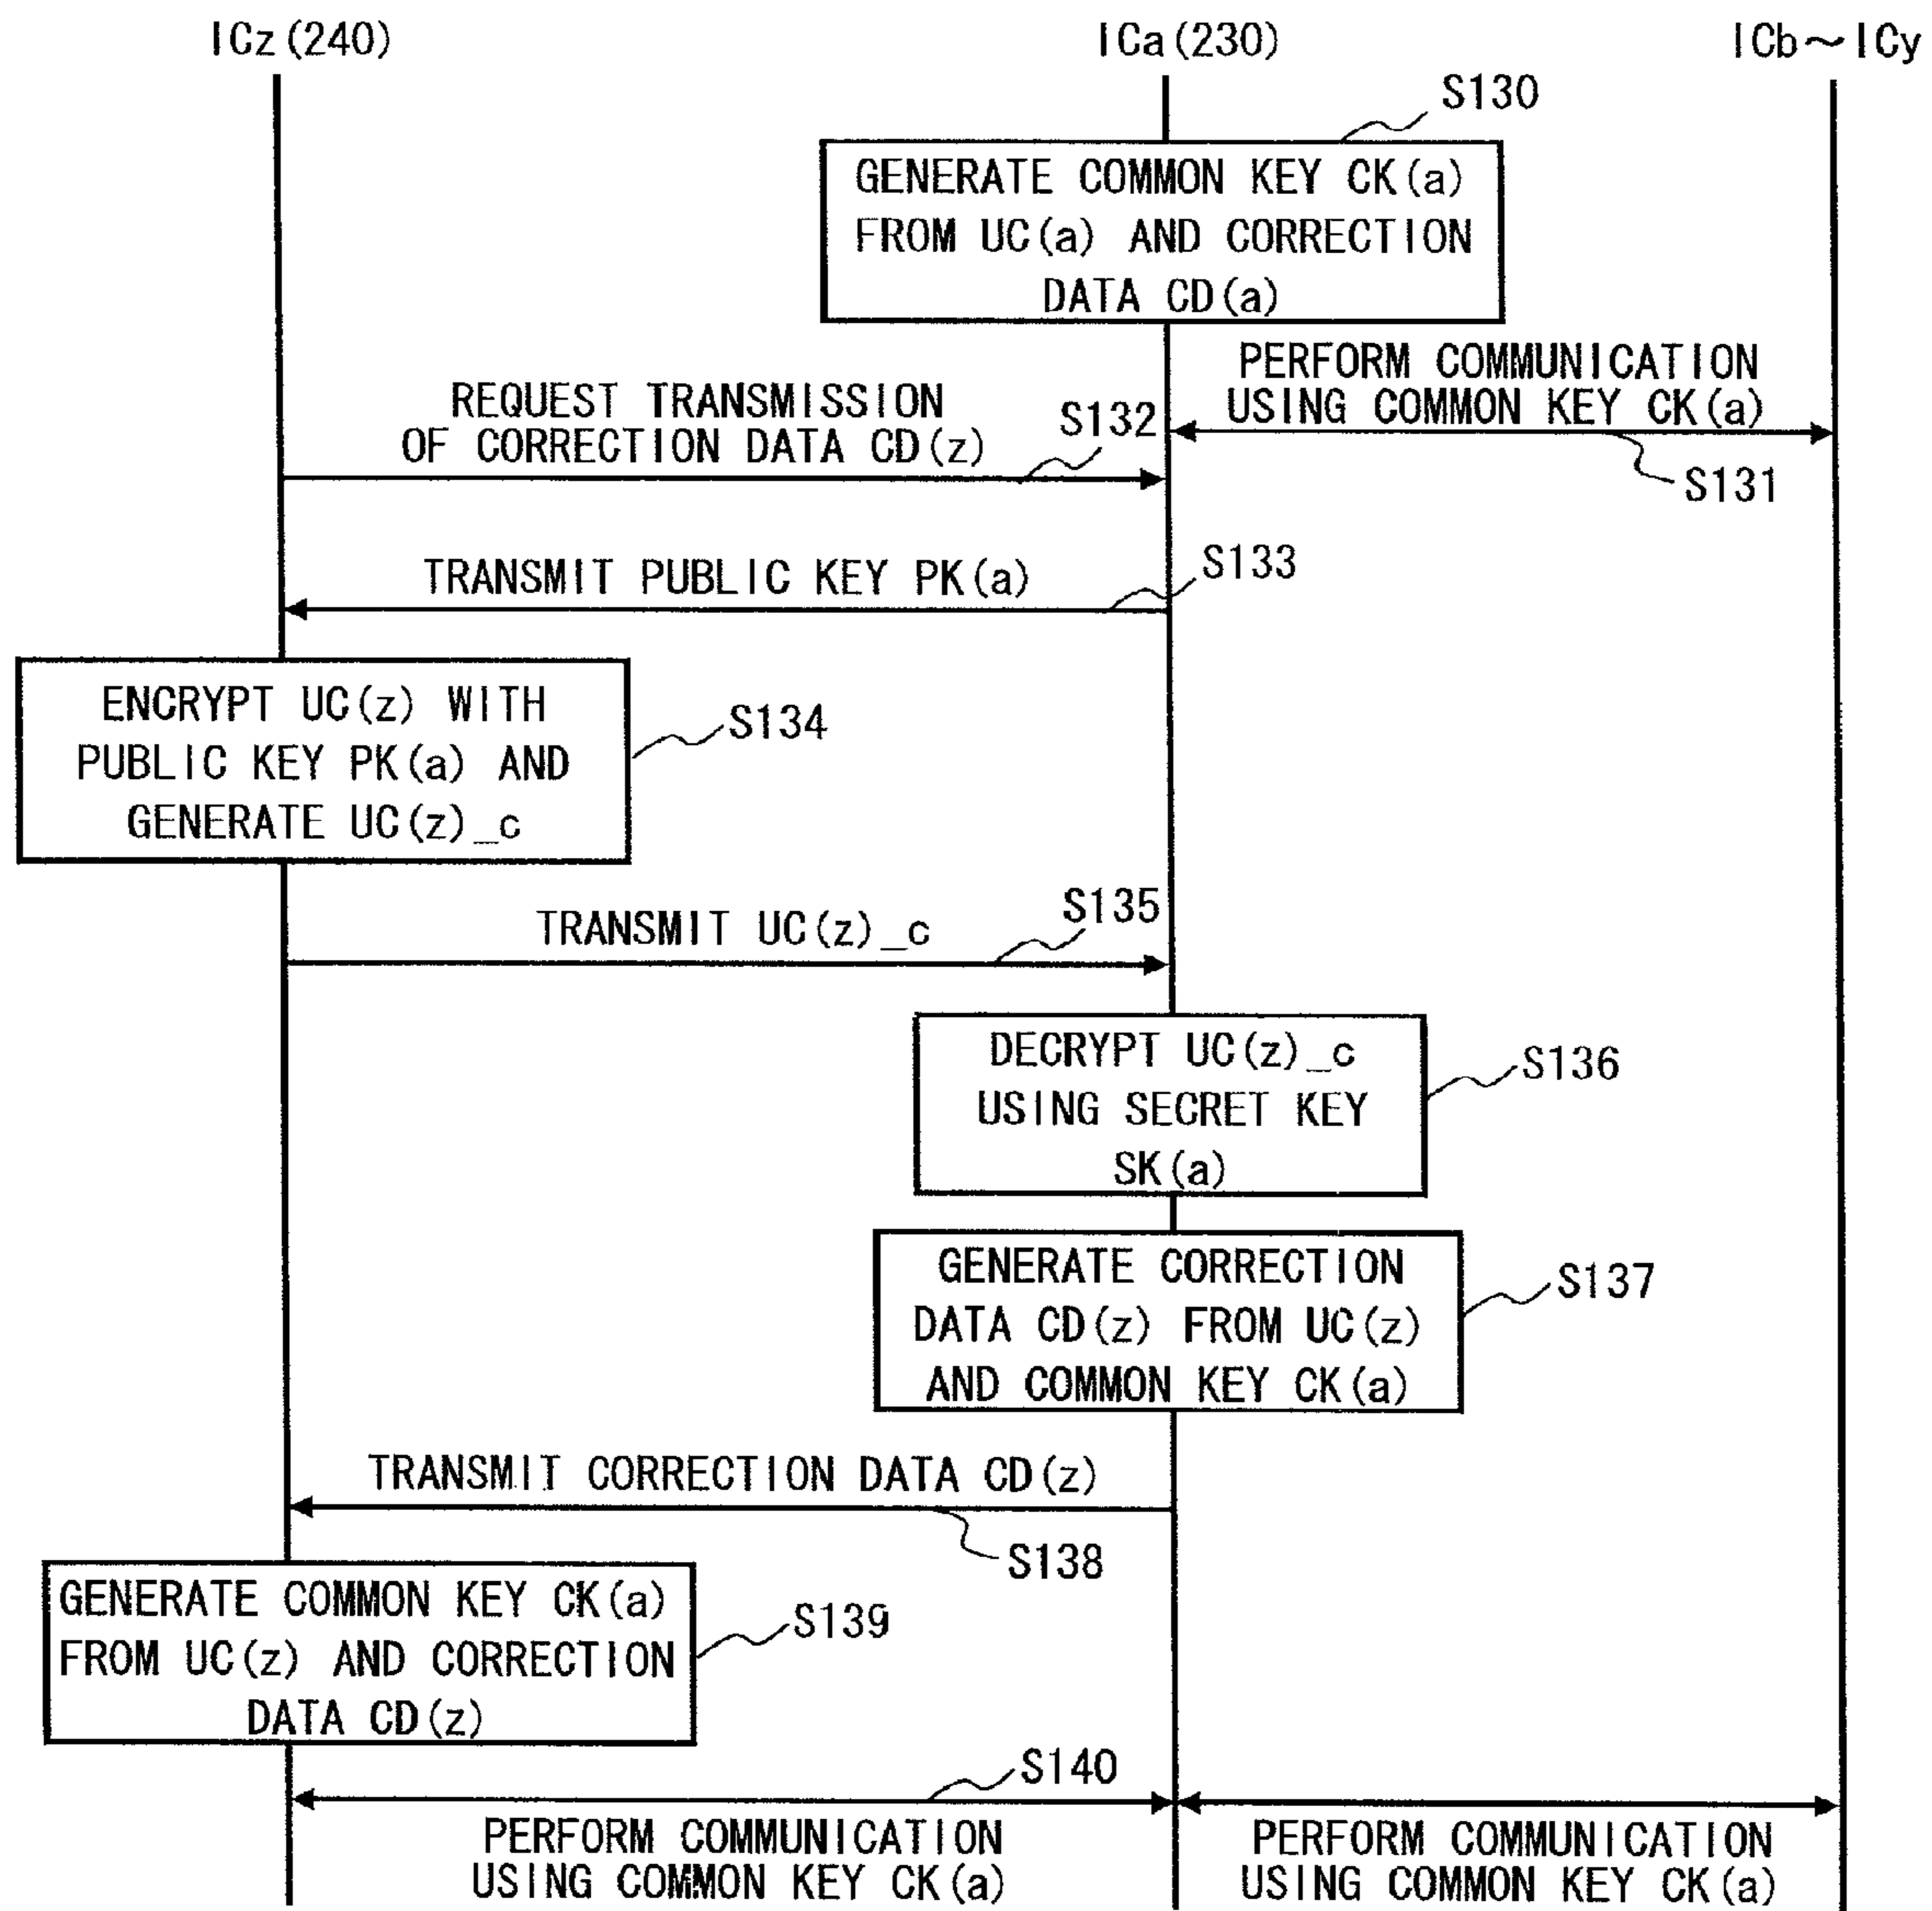 ICz(240)
ICa(230)
ICb~ICy
S130
GENERATE COMMON KEY CK(a)
FROM UC(a) AND CORRECTION
DATA CD(a)
PERFORM COMMUNICATION
USING COMMON KEY CK(a)
S131
REQUEST TRANSMISSION
OF CORRECTION DATA CD(z)
S132
TRANSMIT PUBLIC KEY PK(a)
S133
ENCRYPT UC(z) WITH
PUBLIC KEY PK(a) AND
GENERATE UC(z)_c
S134
TRANSMIT UC(z)_c
S135
DECRYPT UC(z)_c
USING SECRET KEY
SK(a)
S136
GENERATE CORRECTION
DATA CD(z) FROM UC(z)
AND COMMON KEY CK(a)
S137
TRANSMIT CORRECTION DATA CD(z)
S138
GENERATE COMMON KEY CK(a)
FROM UC(z) AND CORRECTION
DATA CD(z)
S139
S140
PERFORM COMMUNICATION
USING COMMON KEY CK(a)
PERFORM COMMUNICATION
USING COMMON KEY CK(a)